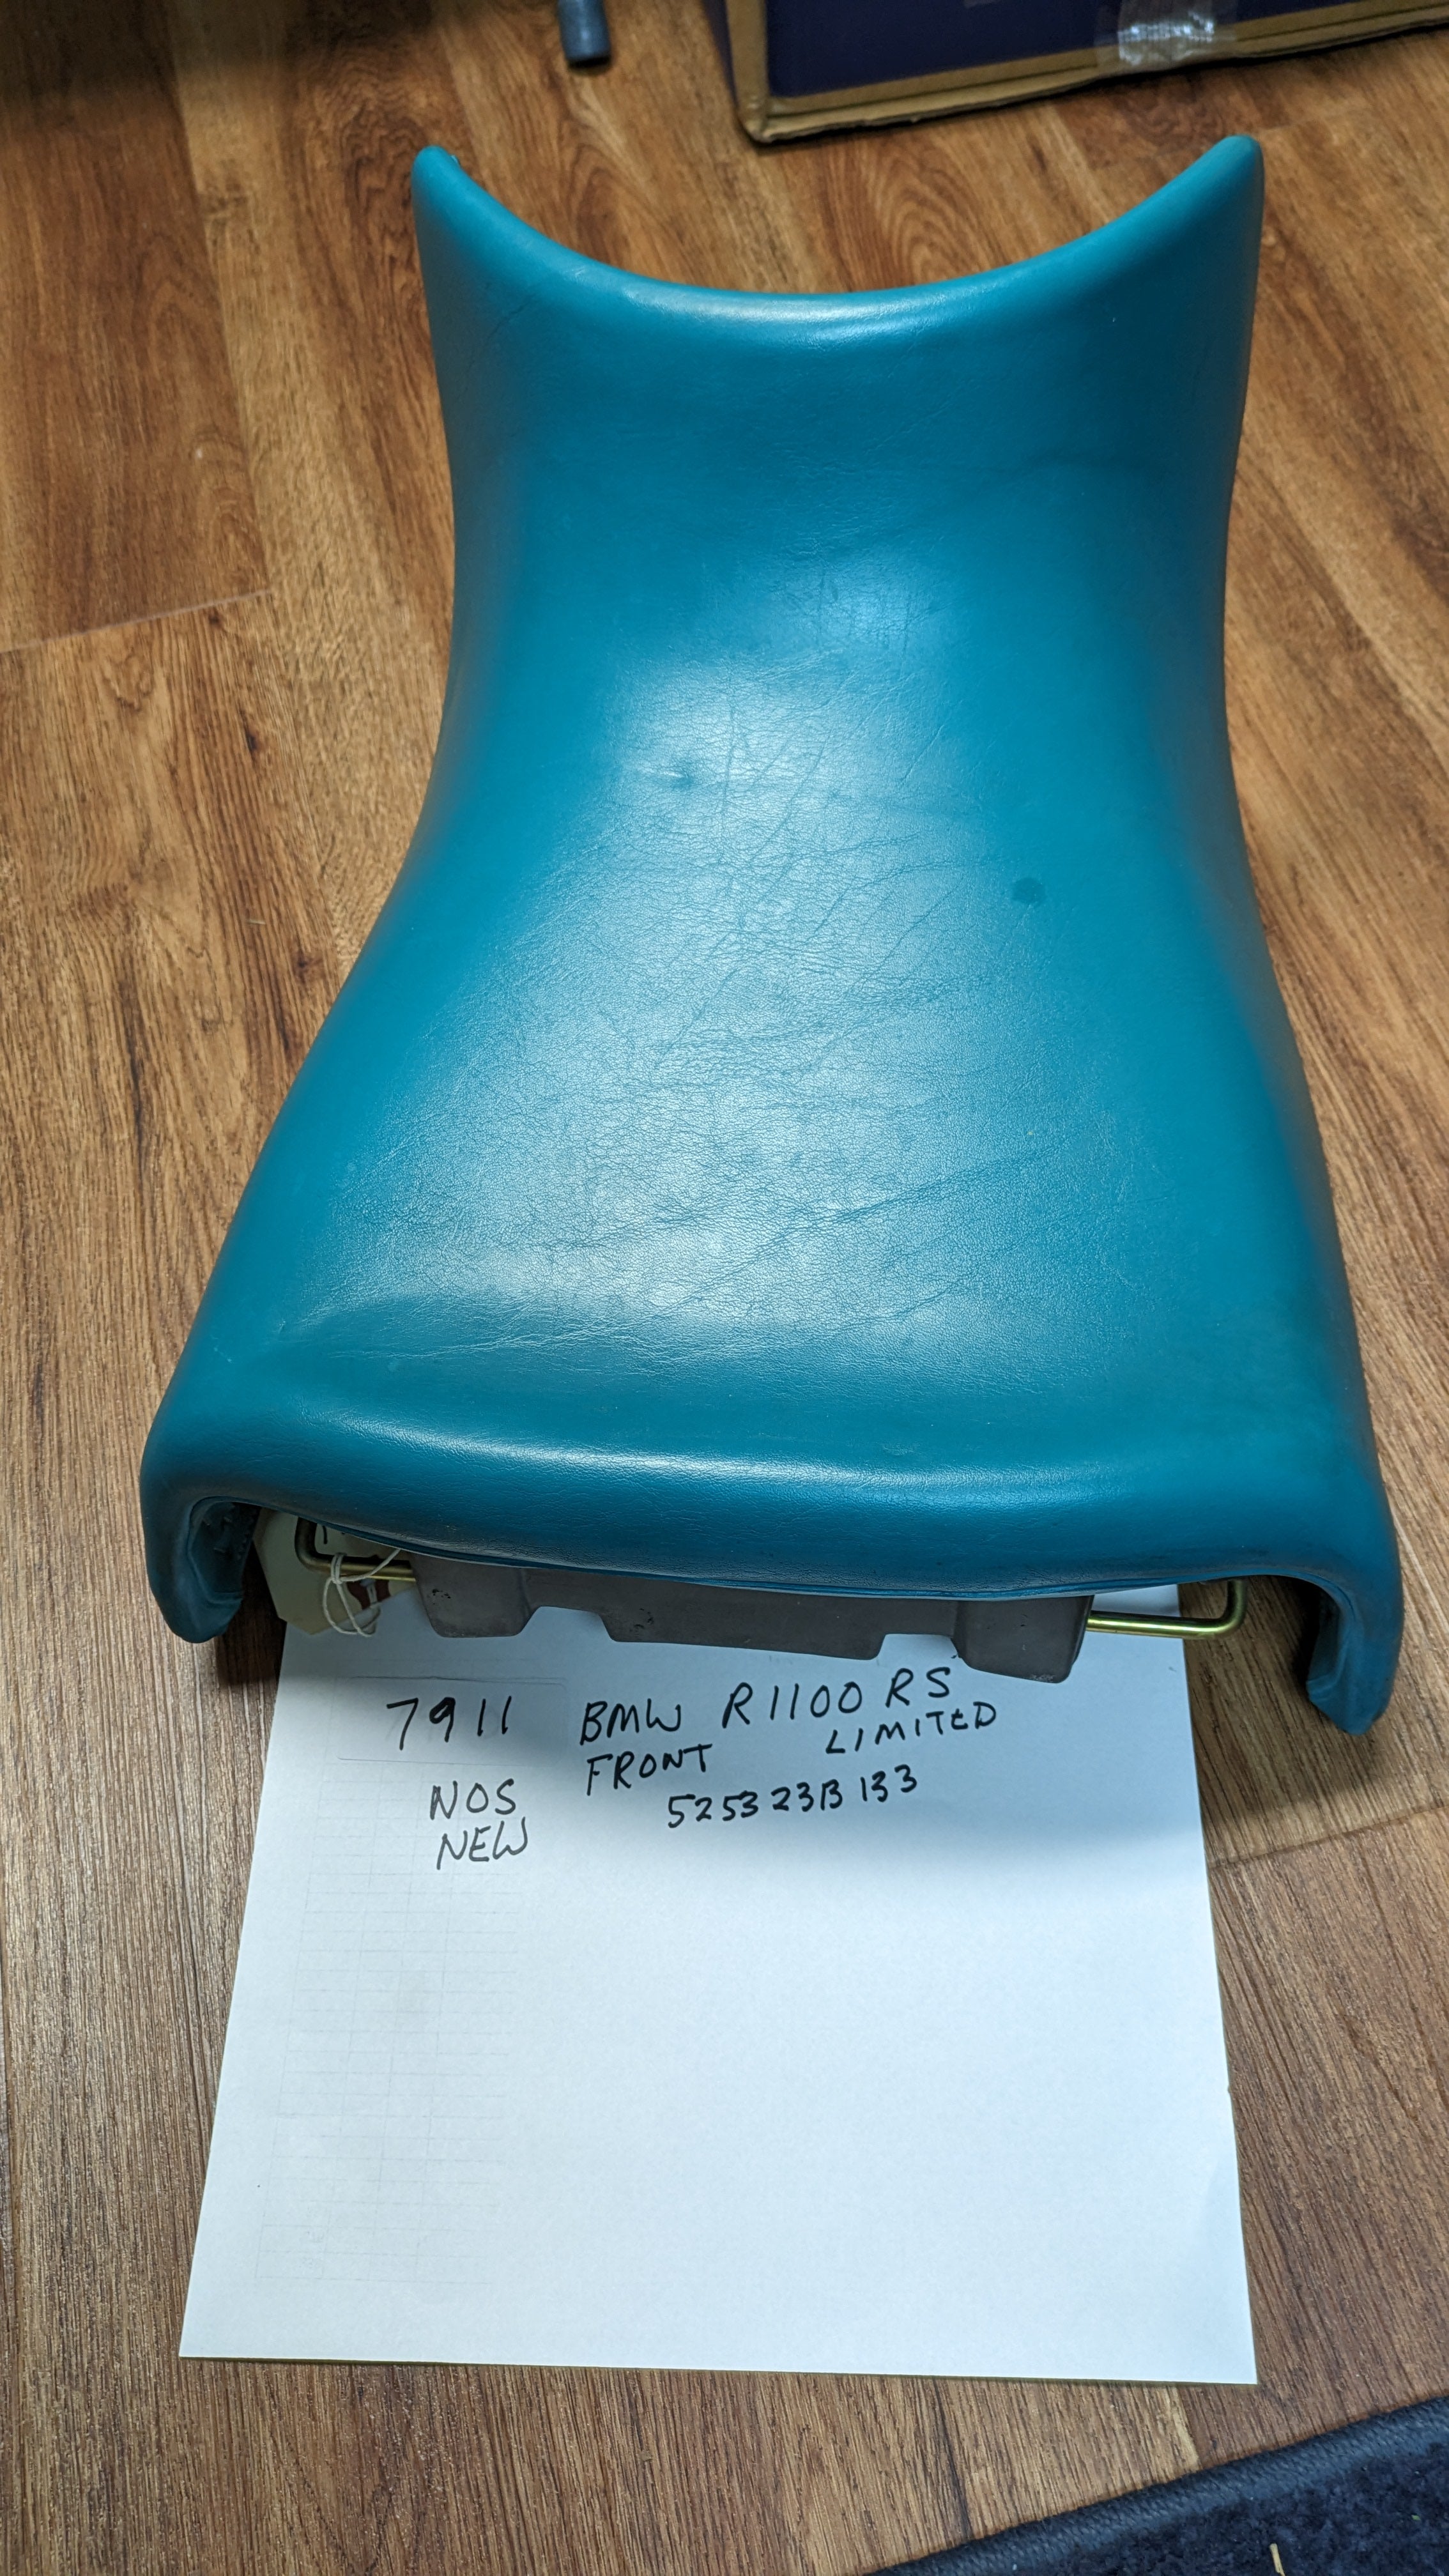 7911 BMW R1100 RS
FRONT LIMITED
NOS 5253 2313 133
NEW